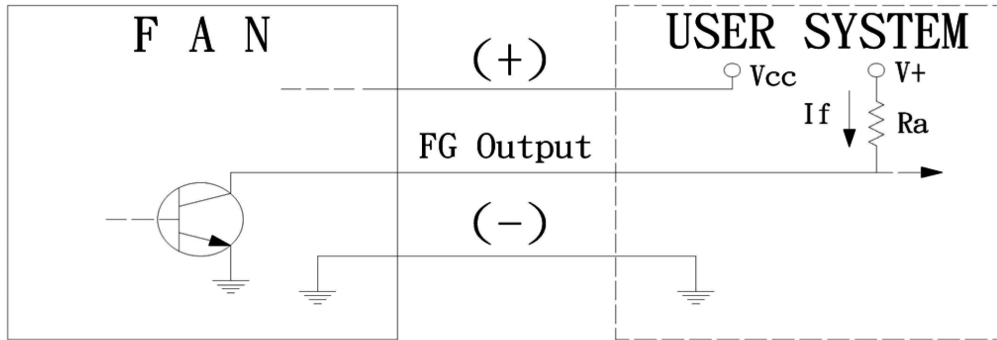 F A N
USER SYSTEM
(+)
Vcc
V+
If
Ra
FG Output
(-)